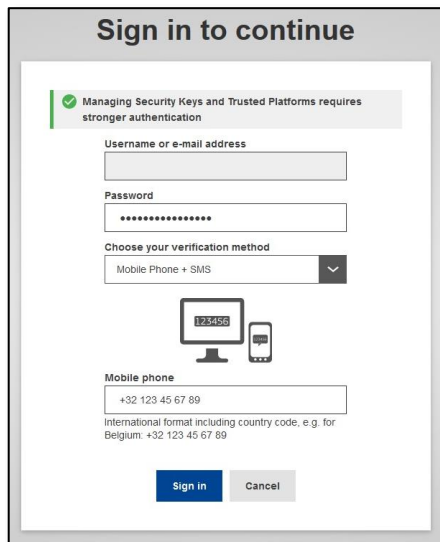 Sign in to continue
Managing Security Keys and Trusted Platforms requires
stronger authentication
Username or e-mail address
Password
Choose your verification method
Mobile Phone + SMS
123456
123456
Mobile phone
+32 123 45 67 89
International format including country code, e.g. for
Belgium: +32 123 45 67 89
Sign in
Cancel